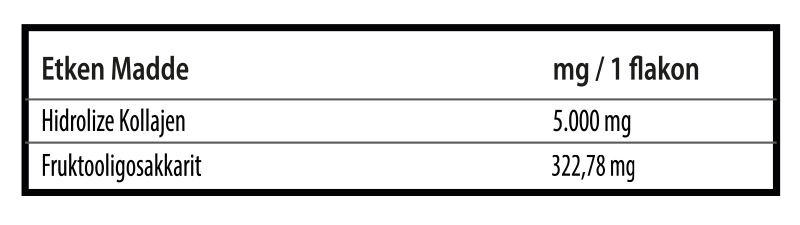 Etken Madde mg / 1 flakon
Hidrolize Kollajen 5.000 mg
Fruktooligosakkarit 322,78 mg